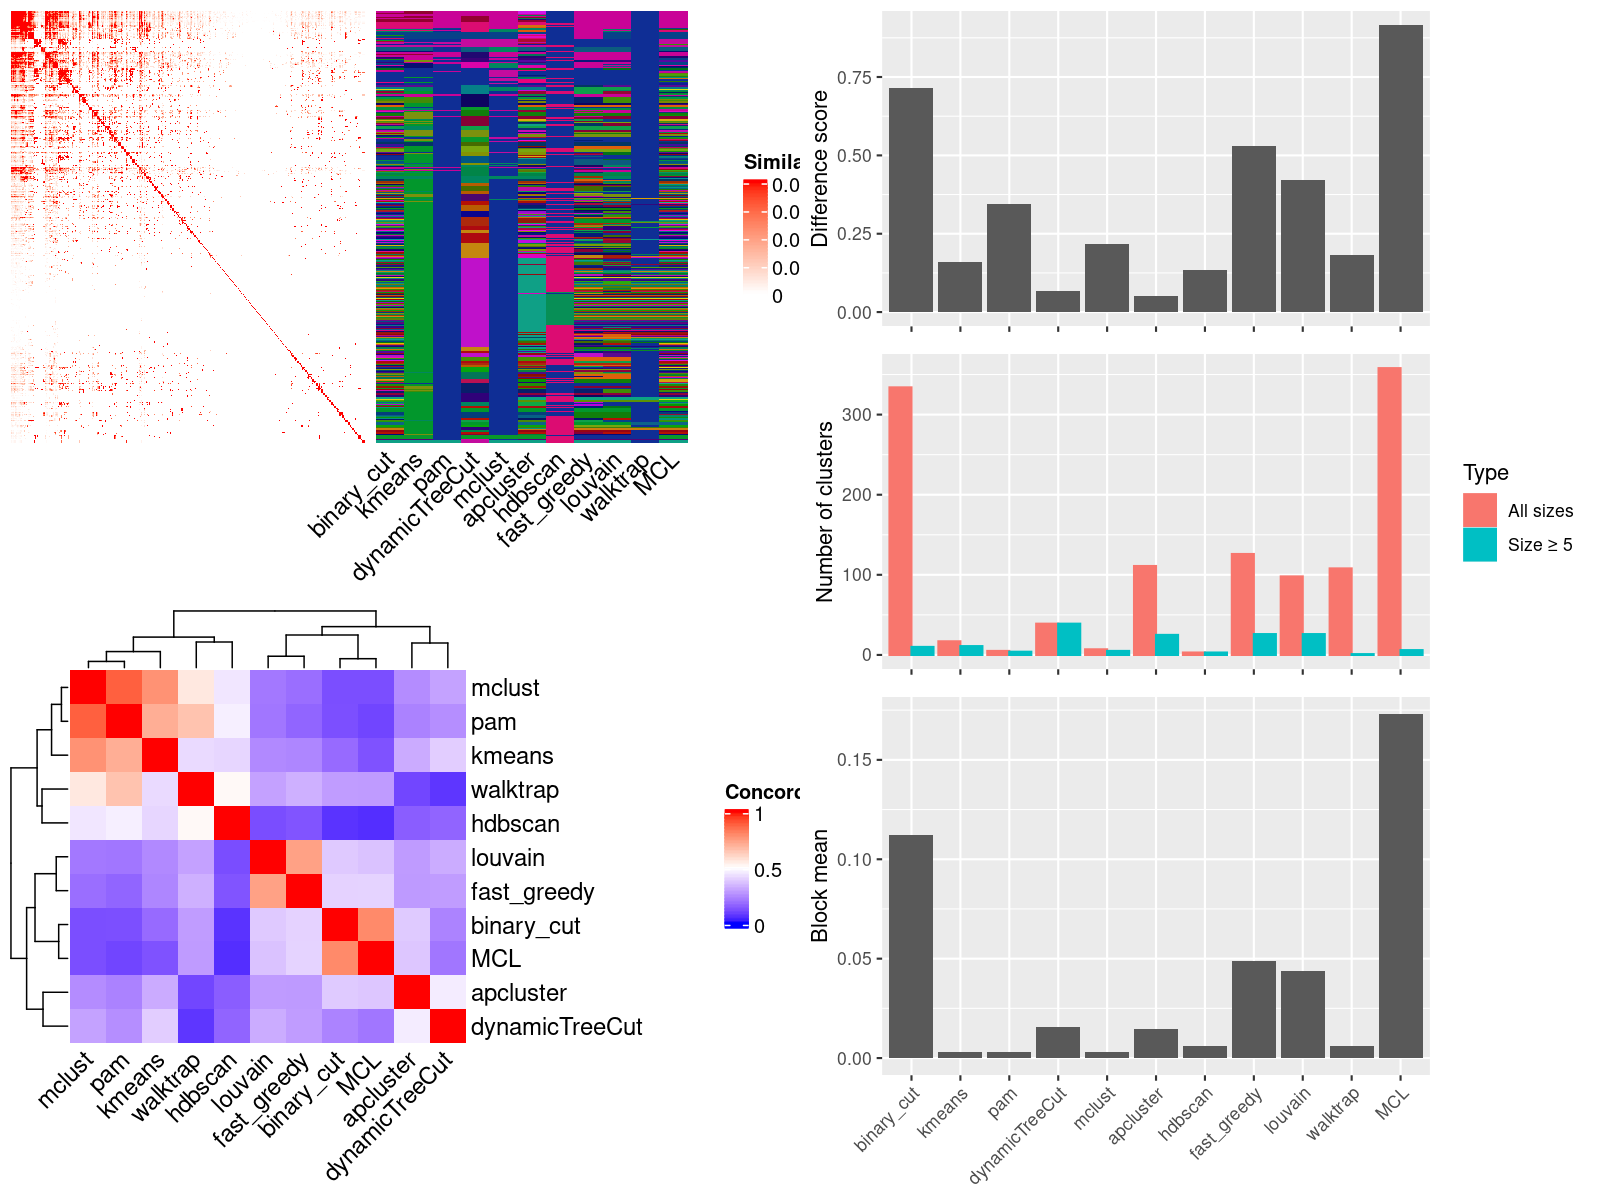 Simila
0.0
0.0
0.0
0.0
0
binary_cut
kmeans
pam
dynamicTreeCut
mclust
apcluster
hdbscan
fast_greedy
louvain
walktrap
MCL
mclust
pam
kmeans
walktrap
hdbscan
louvain
fast_greedy
binary_cut
MCL
apcluster
dynamicTreeCut
mclust
pam
kmeans
walktrap
hdbscan
louvain
fast_greedy
binary_cut
MCL
apcluster
dynamicTreeCut
Concord
1
0.5
0
Difference score
0.75
0.50
0.25
0.00
Number of clusters
300
200
100
0
Type
All sizes
Size ≥ 5
Block mean
0.15
0.10
0.05
0.00
binary_cut
kmeans
pam
dynamicTreeCut
mclust
apcluster
hdbscan
fast_greedy
louvain
walktrap
MCL